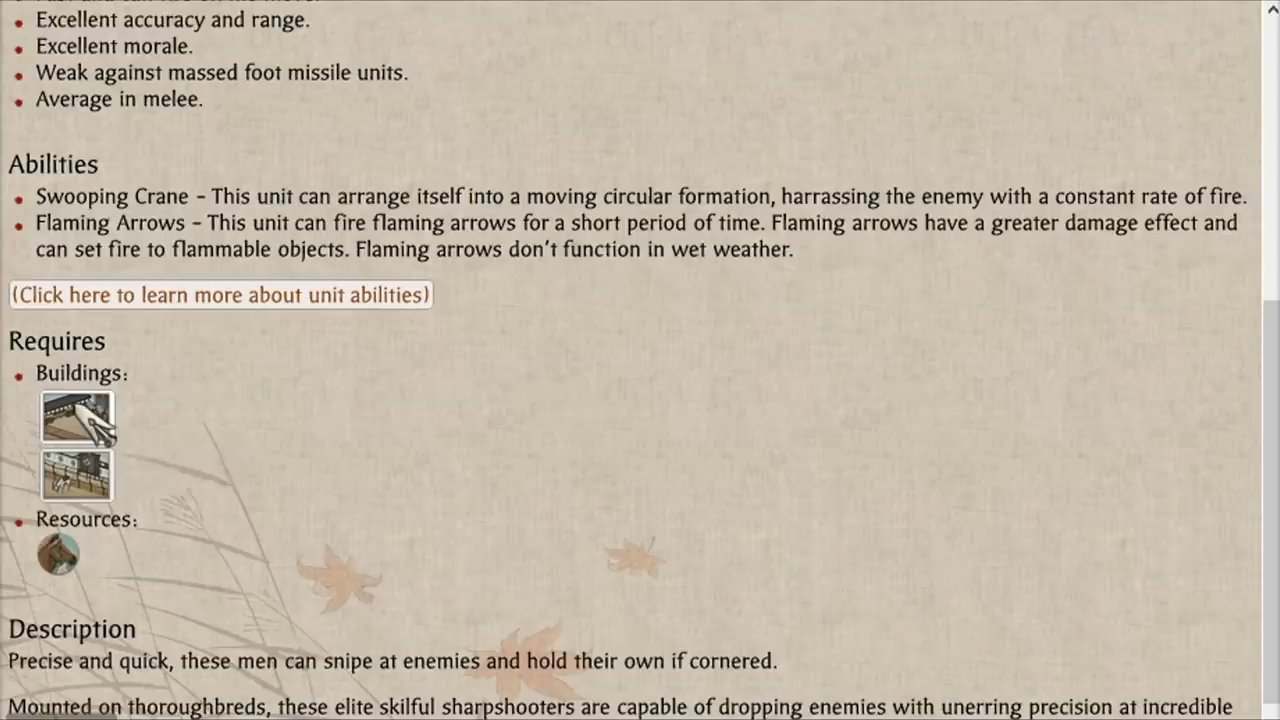 Excellent accuracy and range.
Excellent morale.
Weak against massed foot missile units.
Average in melee.
Abilities
Swooping Crane - This unit can arrange itself into a moving circular formation, harrassing the enemy with a constant rate of fire.
Flaming Arrows - This unit can fire flaming arrows for a short period of time. Flaming arrows have a greater damage effect and
can set fire to flammable objects. Flaming arrows don't function in wet weather.
(Click here to learn more about unit abilities)
Requires
Buildings:
Resources:
Description
Precise and quick, these men can snipe at enemies and hold their own if cornered.
Mounted on thoroughbreds, these elite skilful sharpshooters are capable of dropping enemies with unerring precision at incredible